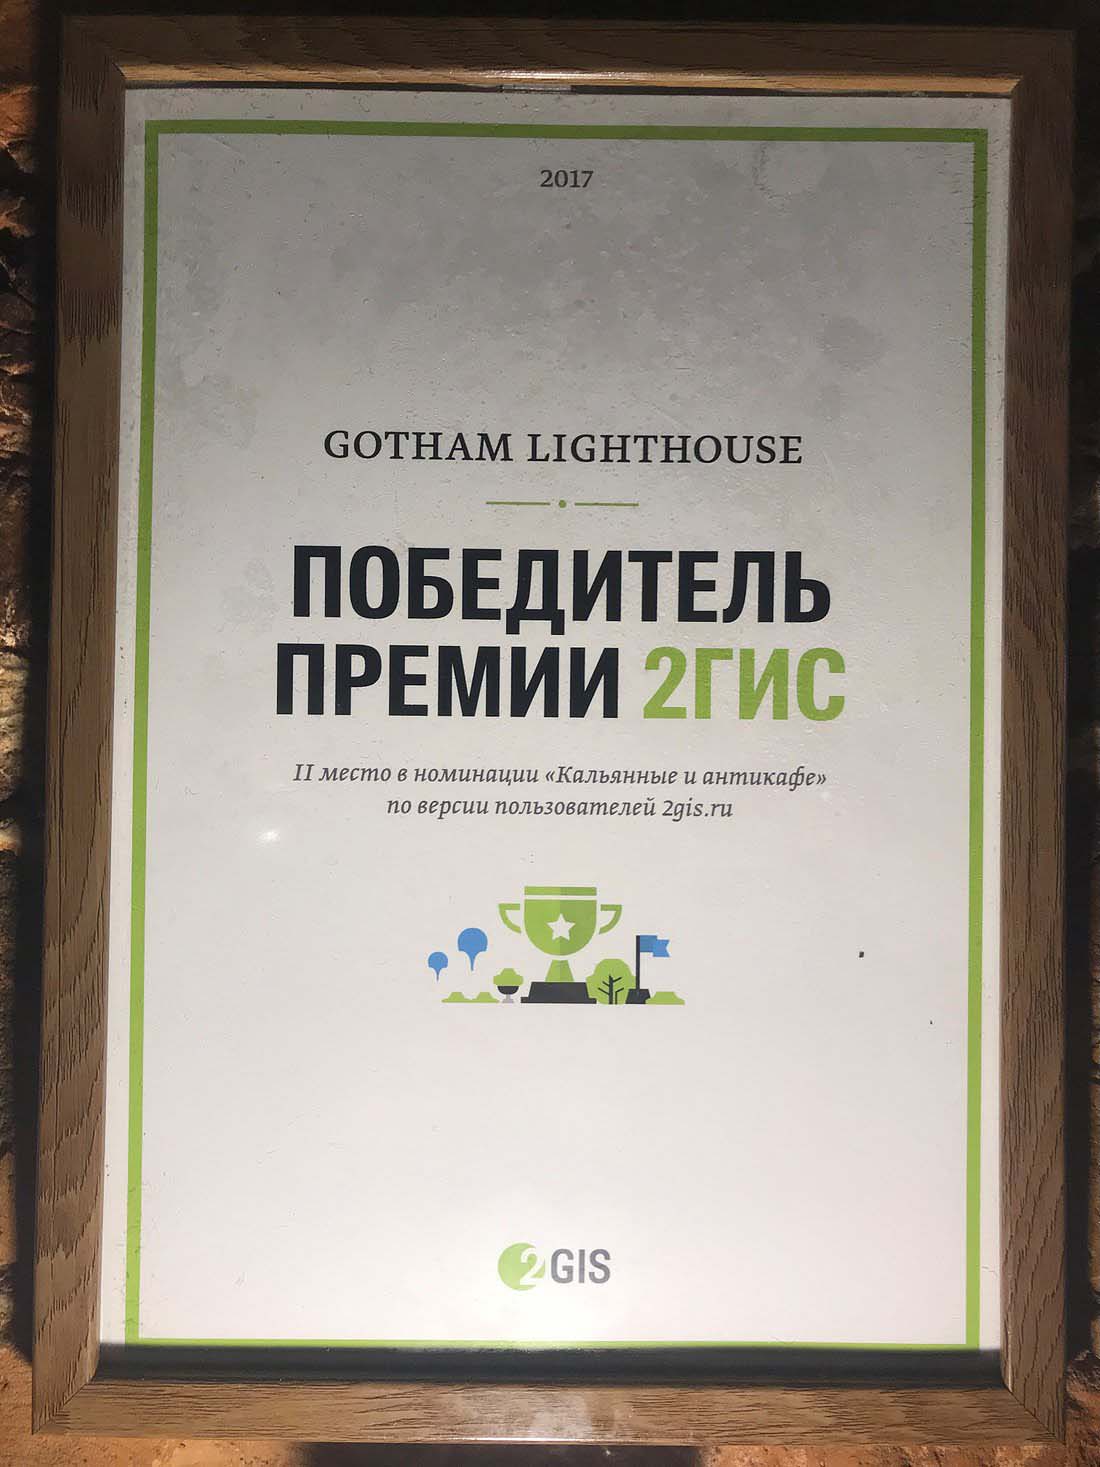 2017
GOTHAM LIGHTHOUSE
ПОБЕДИТЕЛЬ
ПРЕМИИ 2ГИС
II место в номинации «Кальянные и антикафе»
по версии пользователей 2gis.ru
2GIS